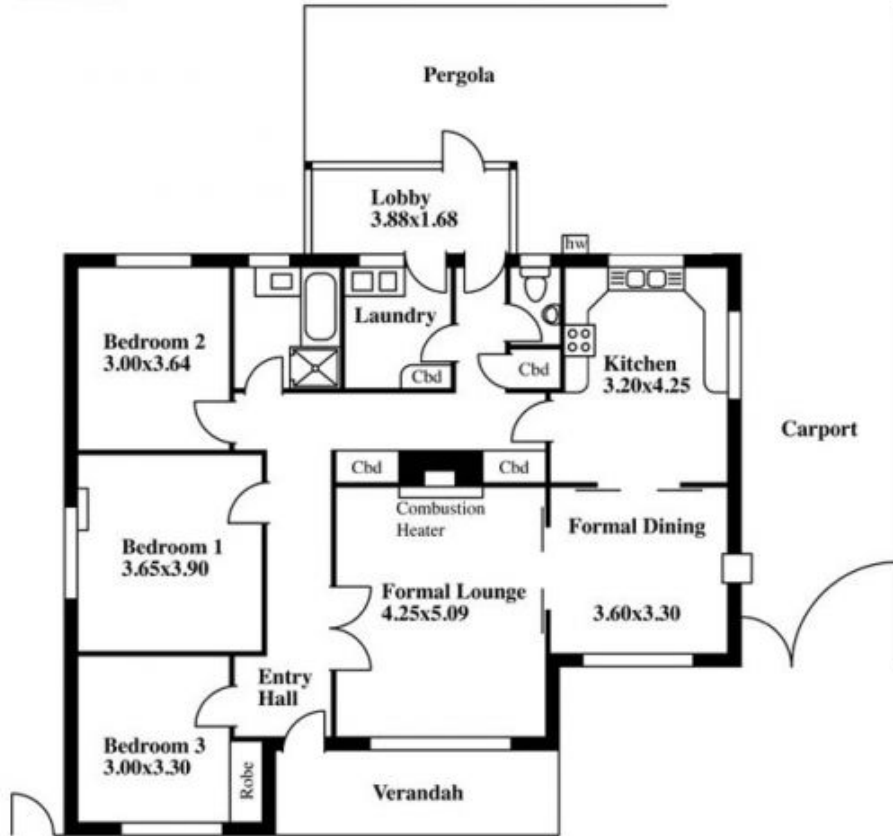 Pergola
Lobby
3.88x1.68
hw
Laundry
Bedroom 2
3.00x3.64
Kitchen
3.20x4.25
Cbd
Cbd
Carport
Cbd
Cbd
Combustion
Heater
Formal Dining
Bedroom 1
3.65x3.90
Formal Lounge
4.25x5.09
3.60x3.30
Entry
Hall
Bedroom 3
3.00x3.30
Robe
Verandah